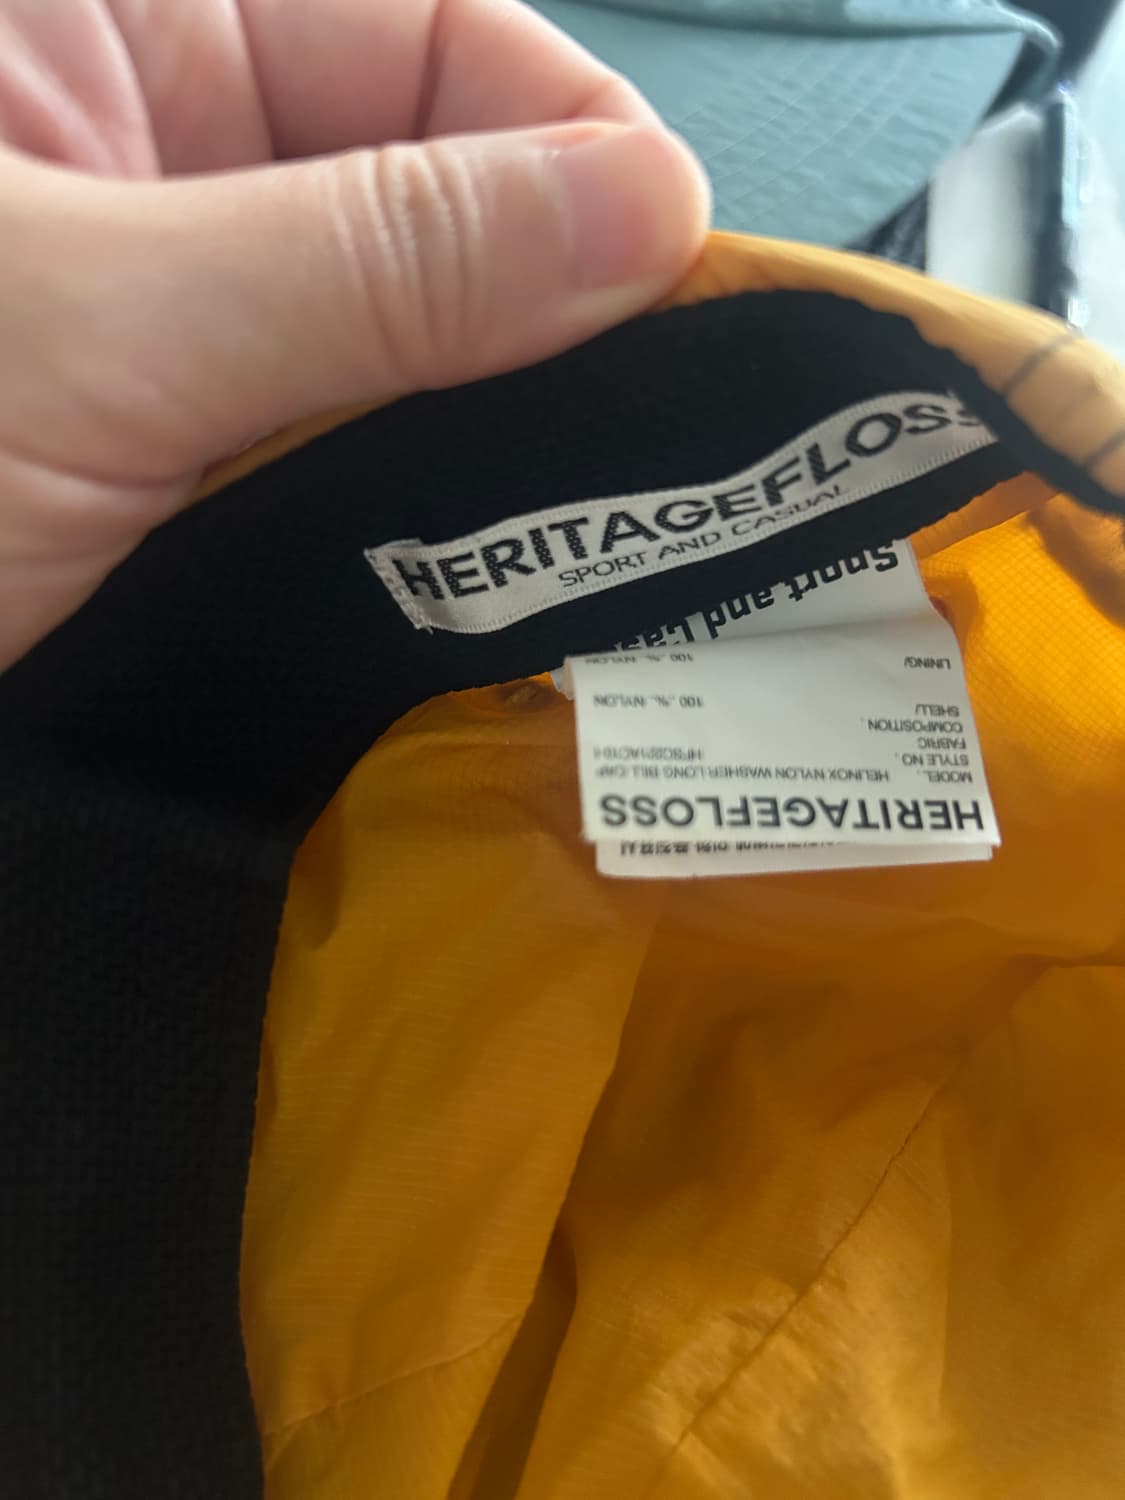 HERITAGEFLOSS
SPORT AND CASUAL
Sport and Cas
HERITAGEFLOSS
MODEL. HELINOX NYLON WASHER LONG BILL CAP
STYLE NO.
FABRIC
COMPOSITION.
SHELL/ 100 % NYLON
LINING/ 100 % NYLON